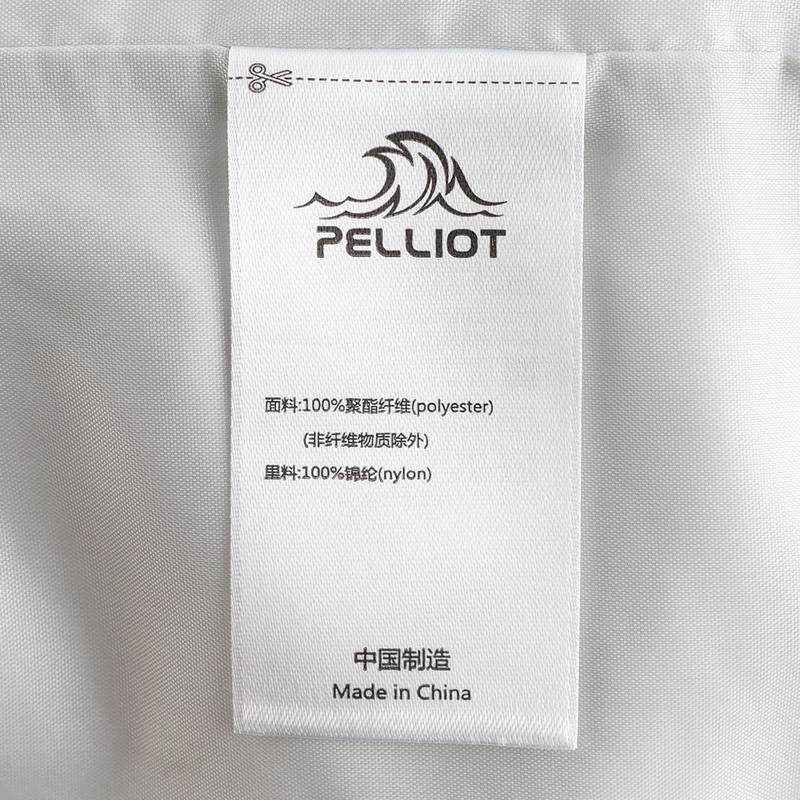 PELLIOT
面料:100%聚酯纤维(polyester)
(非纤维物质除外)
里料:100%锦纶(nylon)
中国制造
Made in China